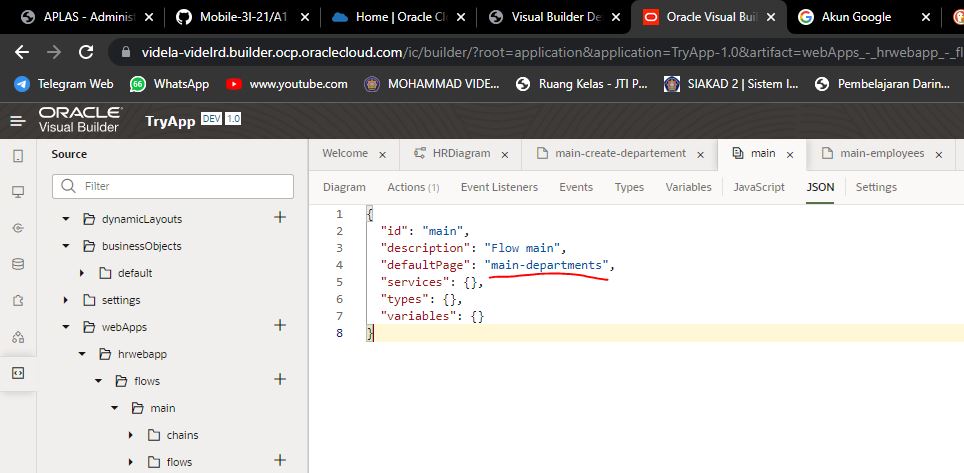 APLAS - Administ
Mobile-3I-21/A1
Home | Oracle Cl
Visual Builder De
Oracle Visual Buil
Akun Google
videla-videlrd.builder.ocp.oraclecloud.com/ic/builder/?root=application&application=TryApp-1.0&artifact=webApps_-_hrwebapp_-_fl
Telegram Web
66
WhatsApp
www.youtube.com
MOHAMMAD VIDE...
Ruang Kelas - JTI P...
SIAKAD 2 | Sistem I...
Pembelajaran Darin...
ORACLE
Visual Builder
TryApp DEV 1.0
Source
Filter
dynamicLayouts
businessObjects
default
settings
webApps
hrwebapp
flows
main
chains
flows
Welcome
HRDiagram
main-create-departement
main
main-employees
Diagram
Actions (1)
Event Listeners
Events
Types
Variables
JavaScript
JSON
Settings
1 {
2 "id": "main",
3 "description": "Flow main",
4 "defaultPage": "main-departments",
5 "services": {},
6 "types": {},
7 "variables": {}
8 }